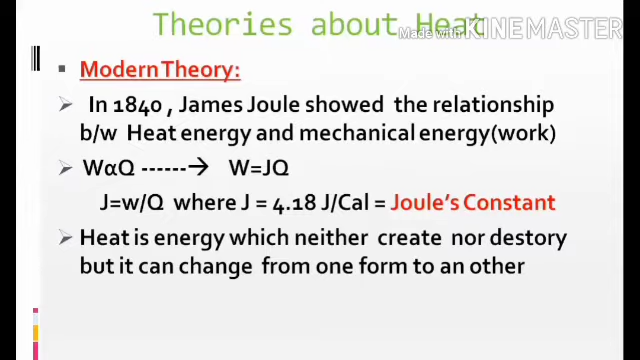 Theories about Heat
Made with KINEMASTER
Modern Theory:
In 1840 , James Joule showed the relationship
b/w Heat energy and mechanical energy(work)
WαQ ------→ W=JQ
J=w/Q where J = 4.18 J/Cal = Joule's Constant
Heat is energy which neither create nor destory
but it can change from one form to an other